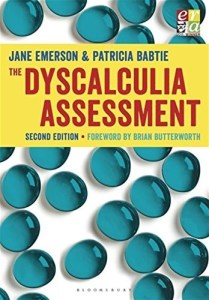 JANE EMERSON & PATRICIA BABTIE
THE DYSCALCULIA
ASSESSMENT
SECOND EDITION • FOREWORD BY BRIAN BUTTERWORTH
BLOOMSBURY